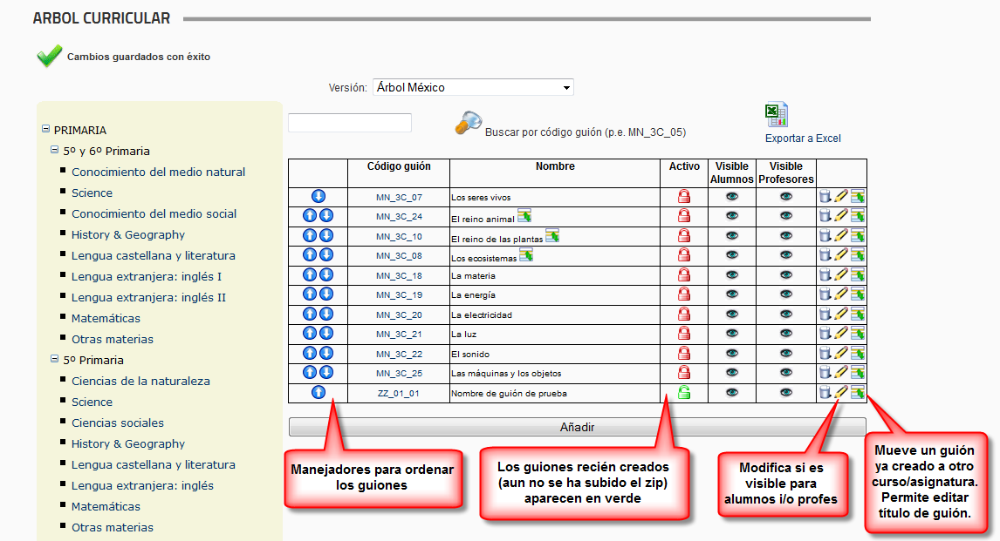 ARBOL CURRICULAR
Cambios guardados con éxito
Versión: Árbol México
Buscar por código guión (p.e. MN_3C_05)
Exportar a Excel
PRIMARIA
5º y 6º Primaria
Conocimiento del medio natural
Science
Conocimiento del medio social
History & Geography
Lengua castellana y literatura
Lengua extranjera: inglés I
Lengua extranjera: inglés II
Matemáticas
Otras materias
5º Primaria
Ciencias de la naturaleza
Science
Ciencias sociales
History & Geography
Lengua castellana y literatura
Lengua extranjera: inglés
Matemáticas
Otras materias
Código guión Nombre Activo Visible Alumnos Visible Profesores
MN_3C_07 Los seres vivos
MN_3C_24 El reino animal
MN_3C_10 El reino de las plantas
MN_3C_08 Los ecosistemas
MN_3C_18 La materia
MN_3C_19 La energía
MN_3C_20 La electricidad
MN_3C_21 La luz
MN_3C_22 El sonido
MN_3C_25 Las máquinas y los objetos
ZZ_01_01 Nombre de guión de prueba
Añadir
Manejadores para ordenar
los guiones
Los guiones recién creados
(aun no se ha subido el zip)
aparecen en verde
Modifica si es
visible para
alumnos i/o profes
Mueve un guión
ya creado a otro
curso/asignatura.
Permite editar
título de guión.